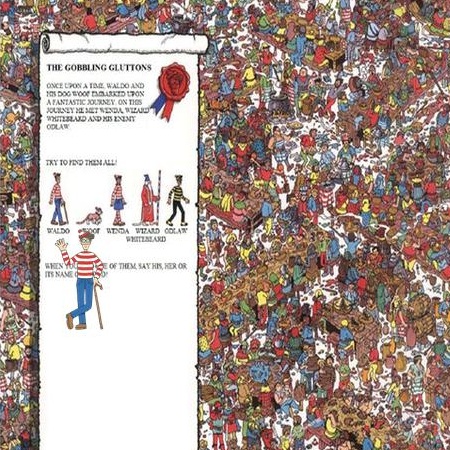 THE GOBBLING GLUTTONS
ONCE UPON A TIME, WALDO AND
HIS DOG WOOF EMBARKED UPON
A FANTASTIC JOURNEY. ON THIS
JOURNEY HE MET WENDA, WIZARD
WHITEBEARD AND HIS ENEMY
ODLAW.
TRY TO FIND THEM ALL!
WALDO WOOF WENDA WIZARD ODLAW
WHITEBEARD
WHEN YOU OF THEM, SAY HIS, HER OR
ITS NAME